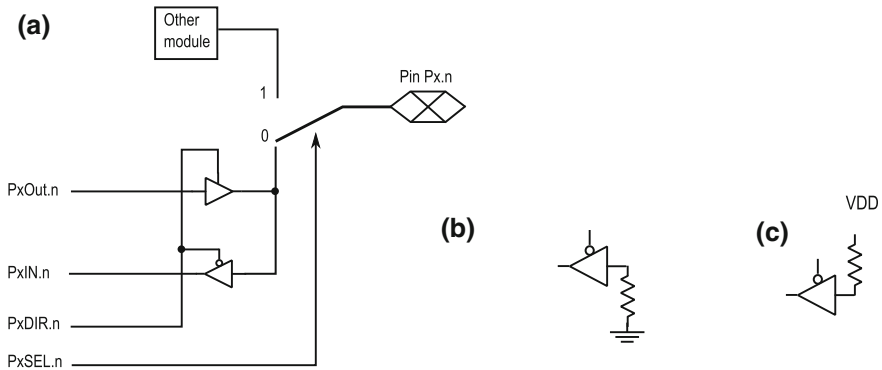 (a)
Other
module
Pin Px.n
1
0
PxOut.n
PxIN.n
PxDIR.n
PxSEL.n
(b)
(c)
VDD